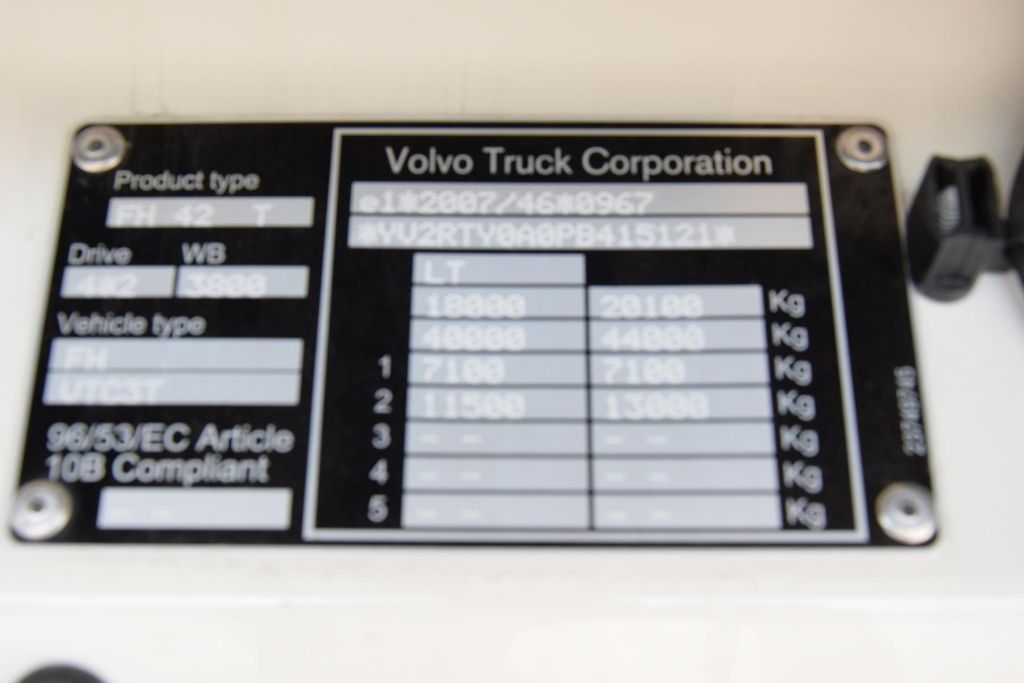 Volvo Truck Corporation
Product type
FH 42 T
Drive WB
4*2 3800
Vehicle type
FH
UTC3T
96/53/EC Article
10B Compliant
- -
e1*2007/46*0967
*YV2RTY0A0PB415121*
LT
18000 20100 Kg
40000 44000 Kg
1 7100 7100 Kg
2 11500 13000 Kg
3 - - - - Kg
4 - - - - Kg
5 - - - - Kg